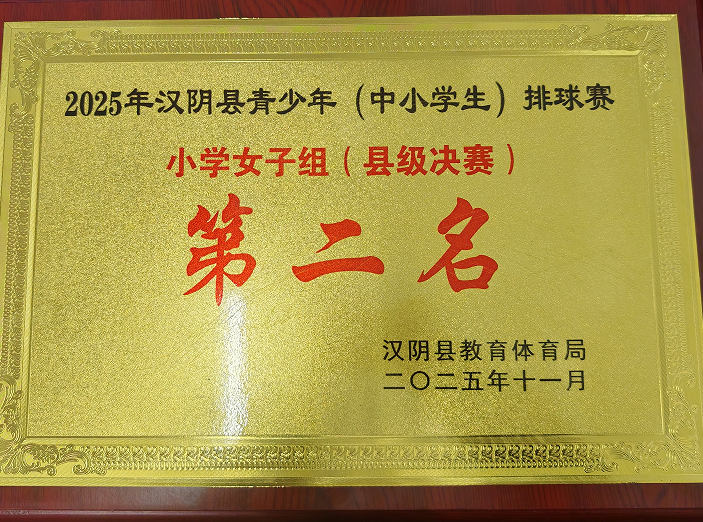 2025年汉阴县青少年（中小学生）排球赛
小学女子组（县级决赛）
第二名
汉阴县教育体育局
二〇二五年十一月